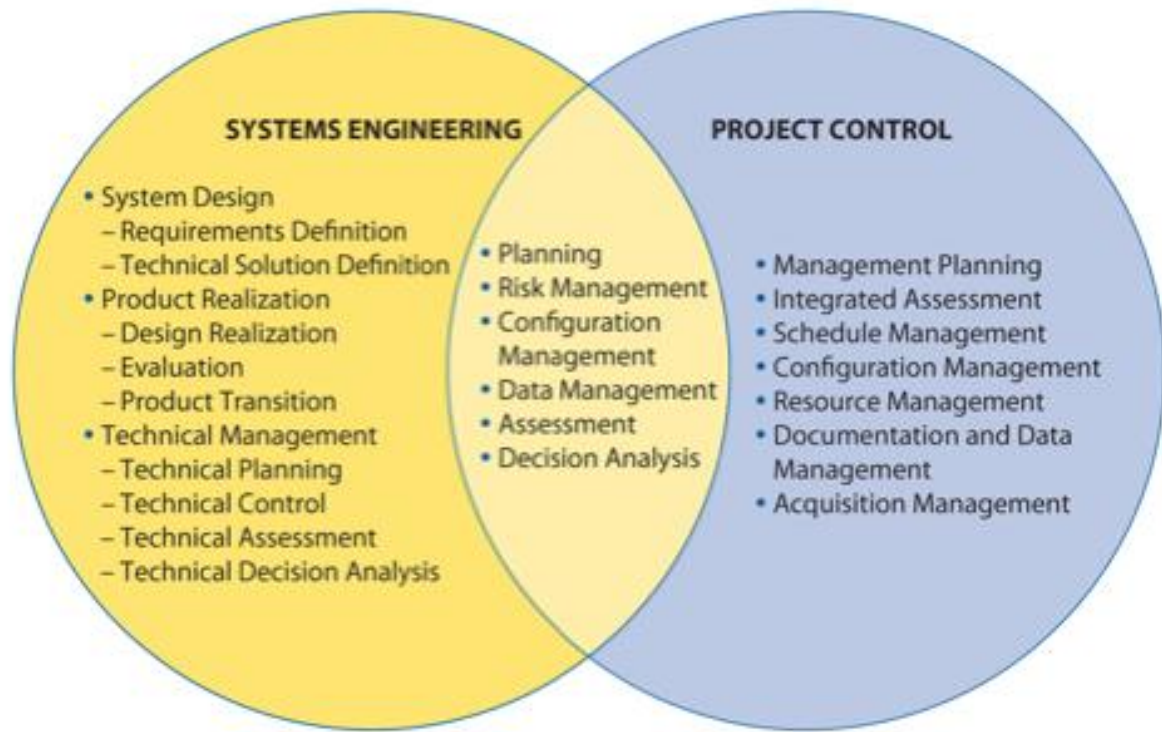 SYSTEMS ENGINEERING
• System Design
– Requirements Definition
– Technical Solution Definition
• Product Realization
– Design Realization
– Evaluation
– Product Transition
• Technical Management
– Technical Planning
– Technical Control
– Technical Assessment
– Technical Decision Analysis
• Planning
• Risk Management
• Configuration
Management
• Data Management
• Assessment
• Decision Analysis
PROJECT CONTROL
• Management Planning
• Integrated Assessment
• Schedule Management
• Configuration Management
• Resource Management
• Documentation and Data
Management
• Acquisition Management